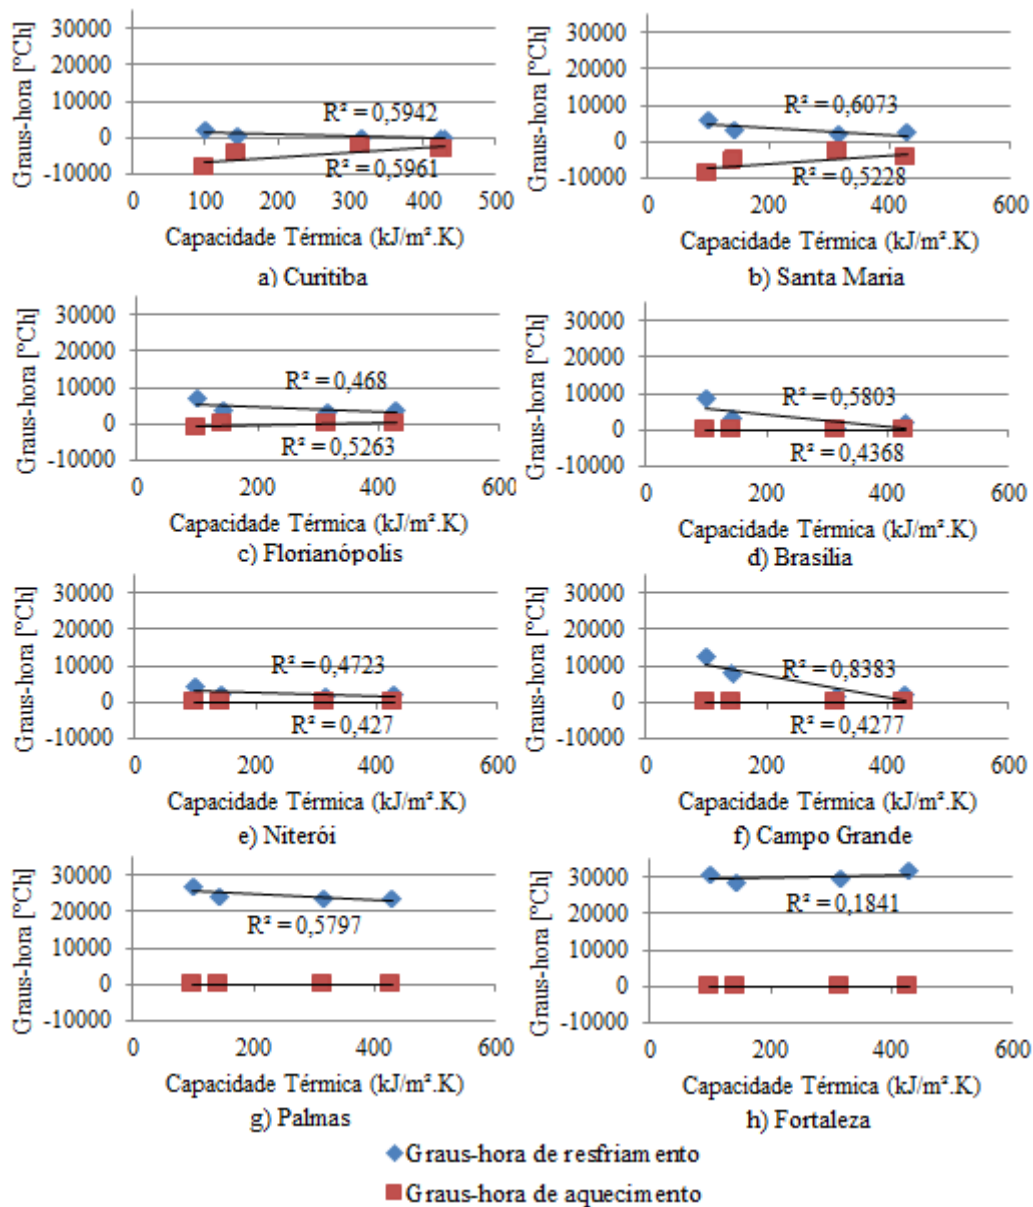 Graus-hora [°Ch]
30000
20000
10000
0
-10000
R² = 0,5942
R² = 0,5961
100 200 300 400 500
Capacidade Térmica (kJ/m².K)
a) Curitiba
Graus-hora [°Ch]
30000
20000
10000
0
-10000
R² = 0,6073
R² = 0,5228
0 200 400 600
Capacidade Térmica (kJ/m².K)
b) Santa Maria
Graus-hora [°Ch]
30000
20000
10000
0
-10000
R² = 0,468
R² = 0,5263
0 200 400 600
Capacidade Térmica (kJ/m².K)
c) Florianópolis
Graus-hora [°Ch]
30000
20000
10000
0
-10000
R² = 0,5803
R² = 0,4368
0 200 400 600
Capacidade Térmica (kJ/m².K)
d) Brasília
Graus-hora [°Ch]
30000
20000
10000
0
-10000
R² = 0,4723
R² = 0,427
0 200 400 600
Capacidade Térmica (kJ/m².K)
e) Niterói
Graus-hora [°Ch]
30000
20000
10000
0
-10000
R² = 0,8383
R² = 0,4277
0 200 400 600
Capacidade Térmica (kJ/m².K)
f) Campo Grande
Graus-hora [°Ch]
30000
20000
10000
0
-10000
R² = 0,5797
0 200 400 600
Capacidade Térmica (kJ/m².K)
g) Palmas
Graus-hora [°Ch]
30000
20000
10000
0
-10000
R² = 0,1841
0 200 400 600
Capacidade Térmica (kJ/m².K)
h) Fortaleza
Graus-hora de resfriamento
Graus-hora de aquecimento